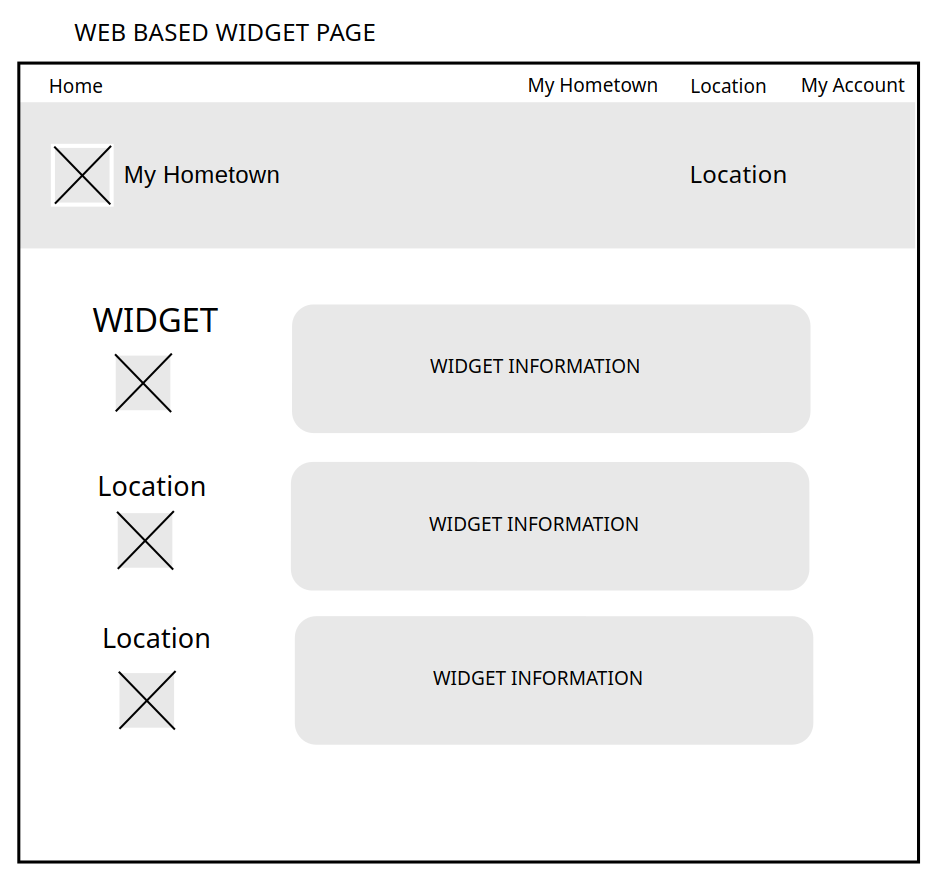 WEB BASED WIDGET PAGE
Home My Hometown Location My Account
My Hometown Location
WIDGET
WIDGET INFORMATION
Location
WIDGET INFORMATION
Location
WIDGET INFORMATION